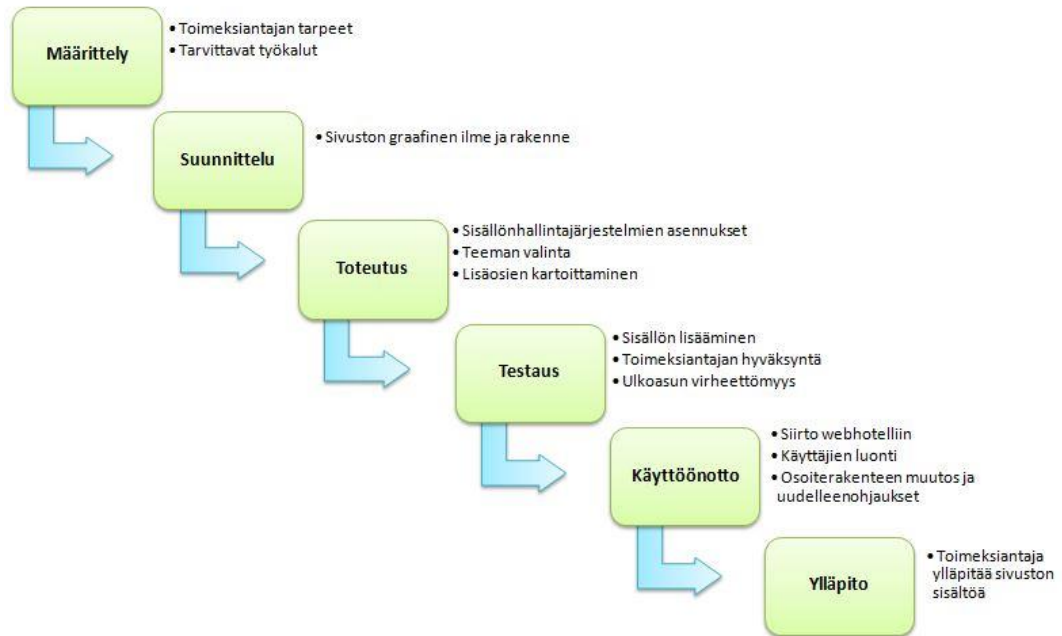 Määrittely
• Toimeksiantajan tarpeet
• Tarvittavat työkalut
Suunnittelu
• Sivuston graafinen ilme ja rakenne
Toteutus
• Sisällönhallintajärjestelmien asennukset
• Teeman valinta
• Lisäosien kartoittaminen
Testaus
• Sisällön lisääminen
• Toimeksiantajan hyväksyntä
• Ulkoasun virheettömyys
Käyttöönotto
• Siirto webhotelliin
• Käyttäjien luonti
• Osoiterakenteen muutos ja
uudelleenohjaukset
Ylläpito
• Toimeksiantaja
ylläpitää sivuston
sisältöä